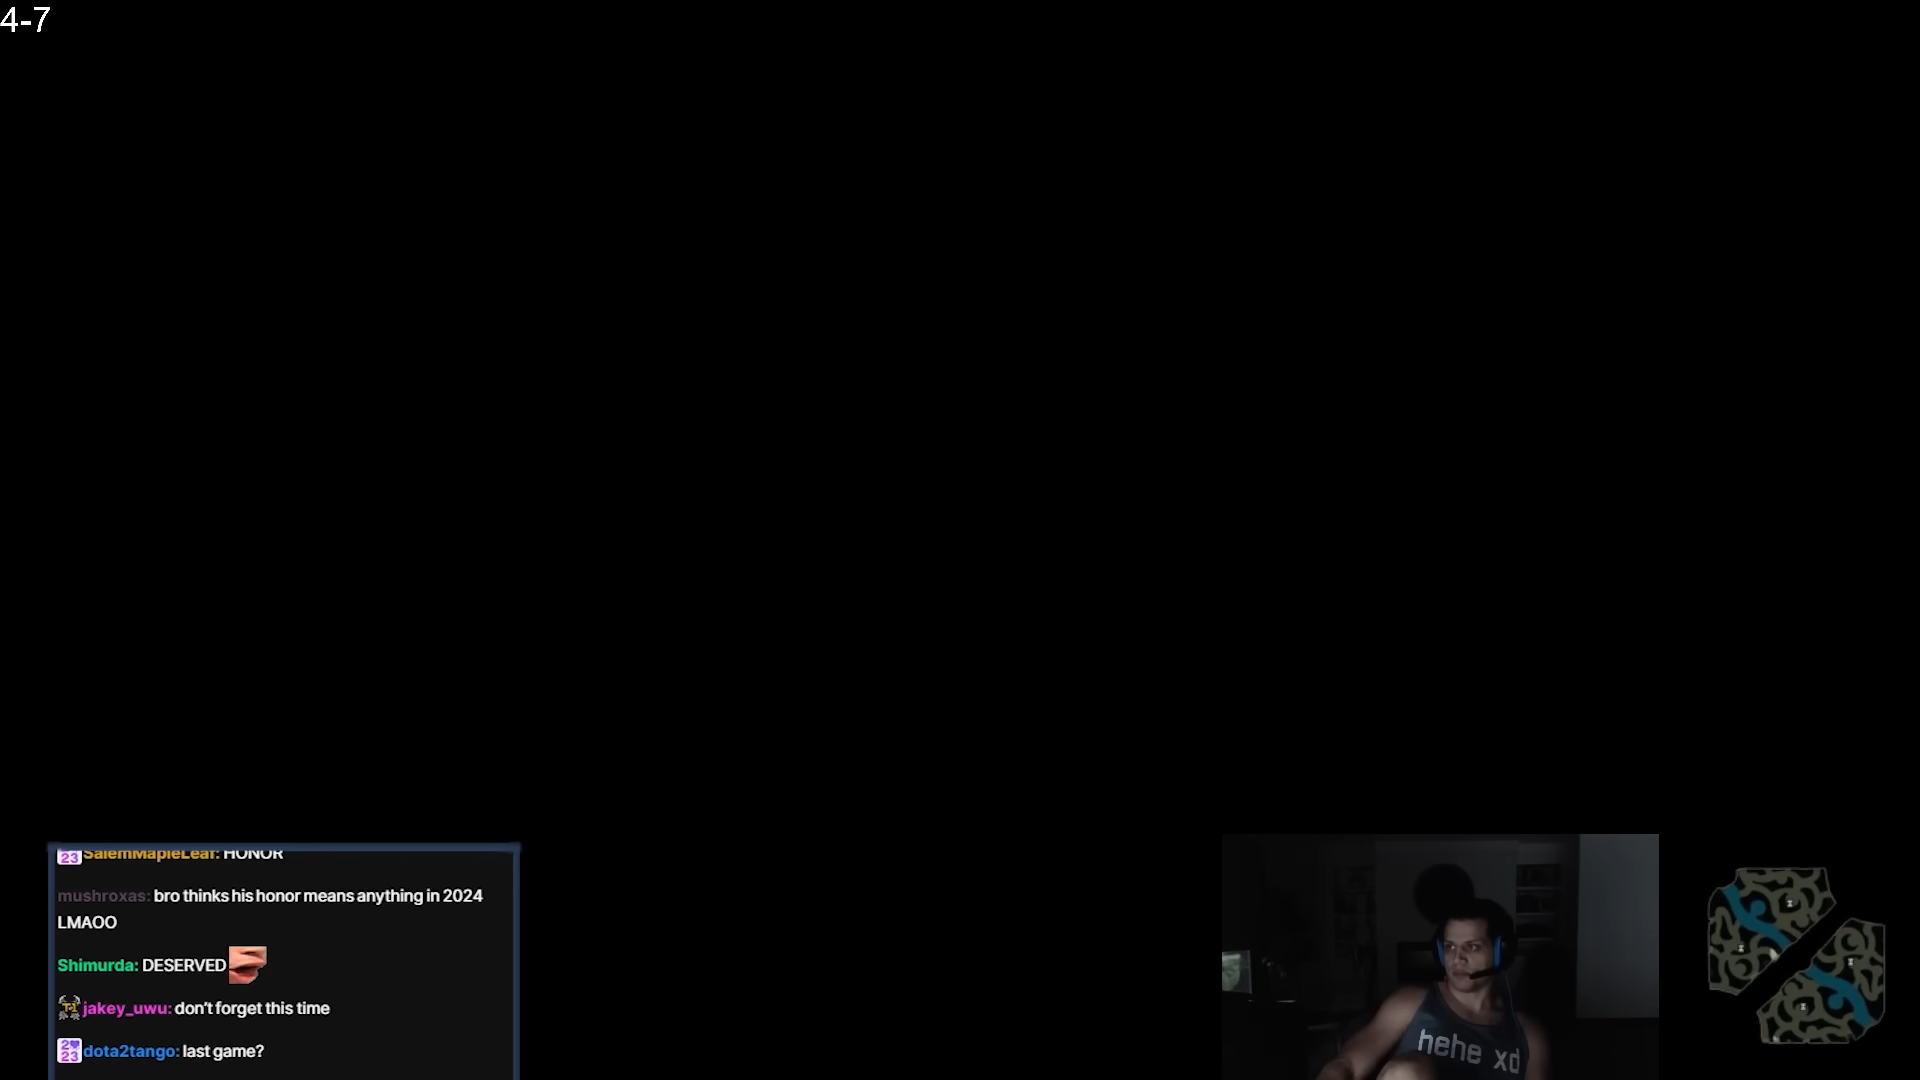 4-7
SalemMapleLeaf: HONOR
mushroxas: bro thinks his honor means anything in 2024
LMAOO
Shimurda: DESERVED
jakey_uwu: don't forget this time
dota2tango: last game?
hehe xd